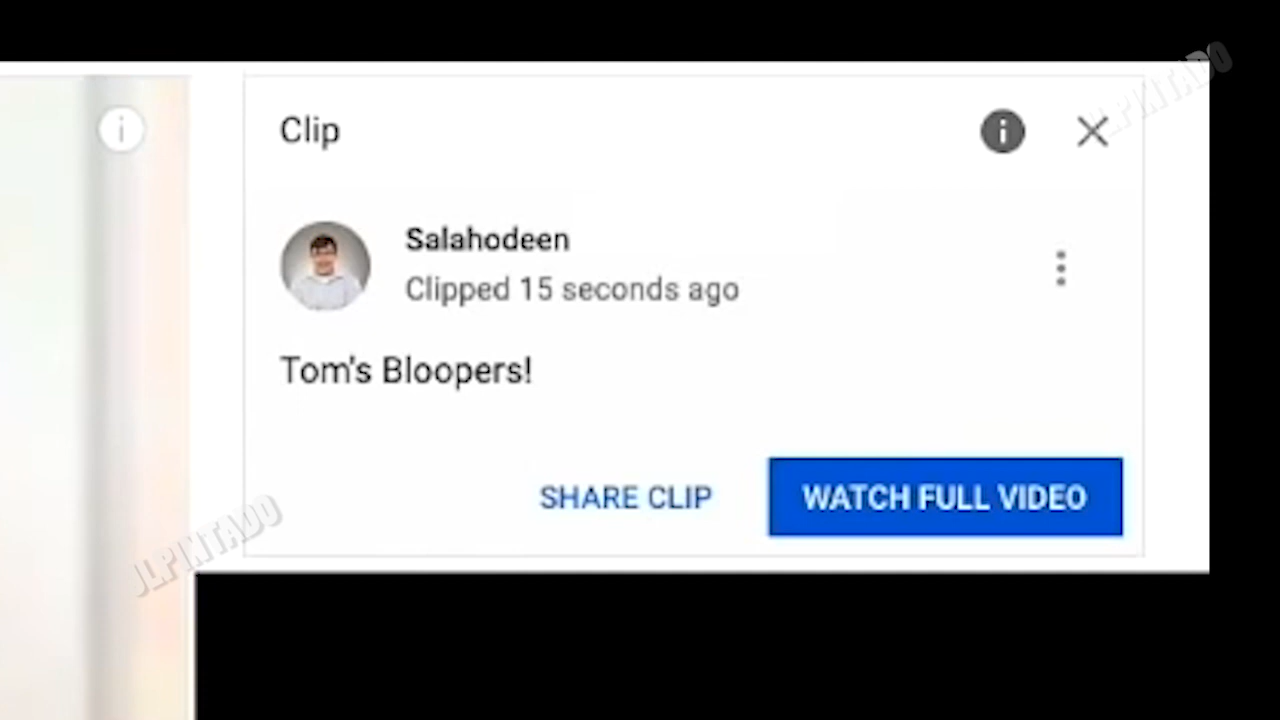 JLPINTADO
Clip
Salahodeen
Clipped 15 seconds ago
Tom's Bloopers!
SHARE CLIP
WATCH FULL VIDEO
JLPINTADO